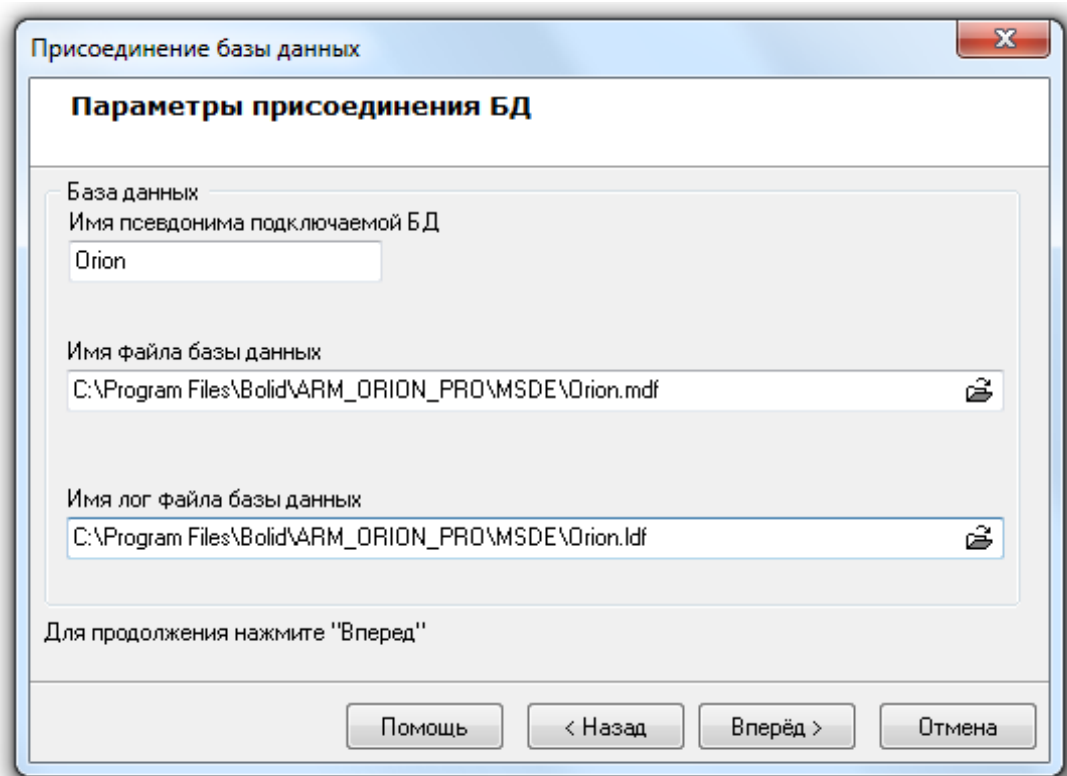 Присоединение базы данных
Параметры присоединения БД
База данных
Имя псевдонима подключаемой БД
Orion
Имя файла базы данных
C:\Program Files\Bolid\ARM_ORION_PRO\MSDE\Orion.mdf
Имя лог файла базы данных
C:\Program Files\Bolid\ARM_ORION_PRO\MSDE\Orion.ldf
Для продолжения нажмите "Вперед"
Помощь < Назад Вперёд > Отмена